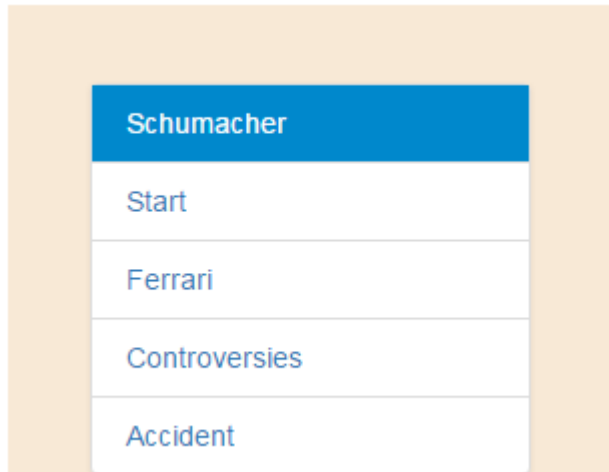 Schumacher
Start
Ferrari
Controversies
Accident